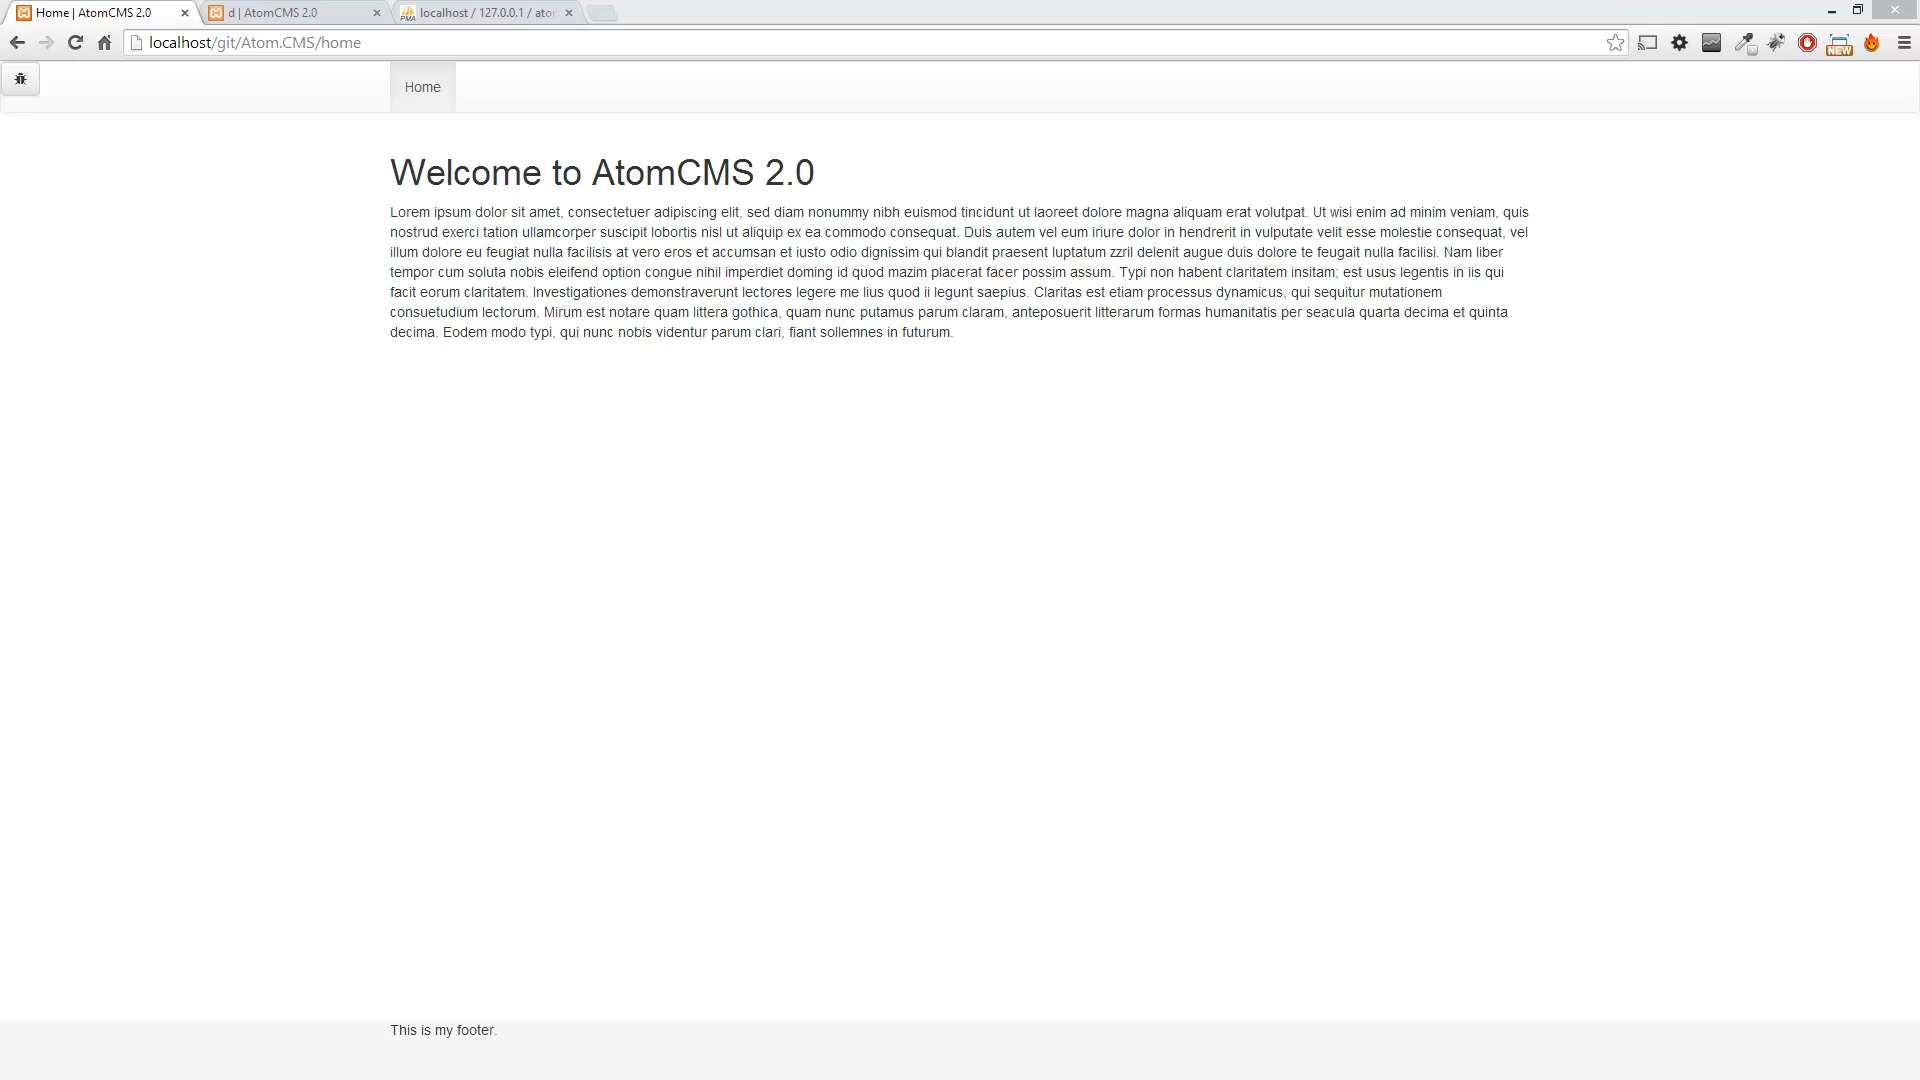 Home | AtomCMS 2.0
d | AtomCMS 2.0
localhost / 127.0.0.1 / ator
localhost/git/Atom.CMS/home
NEW
Home
Welcome to AtomCMS 2.0
Lorem ipsum dolor sit amet, consectetuer adipiscing elit, sed diam nonummy nibh euismod tincidunt ut laoreet dolore magna aliquam erat volutpat. Ut wisi enim ad minim veniam, quis
nostrud exerci tation ullamcorper suscipit lobortis nisl ut aliquip ex ea commodo consequat. Duis autem vel eum iriure dolor in hendrerit in vulputate velit esse molestie consequat, vel
illum dolore eu feugiat nulla facilisis at vero eros et accumsan et iusto odio dignissim qui blandit praesent luptatum zzril delenit augue duis dolore te feugait nulla facilisi. Nam liber
tempor cum soluta nobis eleifend option congue nihil imperdiet doming id quod mazim placerat facer possim assum. Typi non habent claritatem insitam; est usus legentis in iis qui
facit eorum claritatem. Investigationes demonstraverunt lectores legere me lius quod ii legunt saepius. Claritas est etiam processus dynamicus, qui sequitur mutationem
consuetudium lectorum. Mirum est notare quam littera gothica, quam nunc putamus parum claram, anteposuerit litterarum formas humanitatis per seacula quarta decima et quinta
decima. Eodem modo typi, qui nunc nobis videntur parum clari, fiant sollemnes in futurum.
This is my footer.